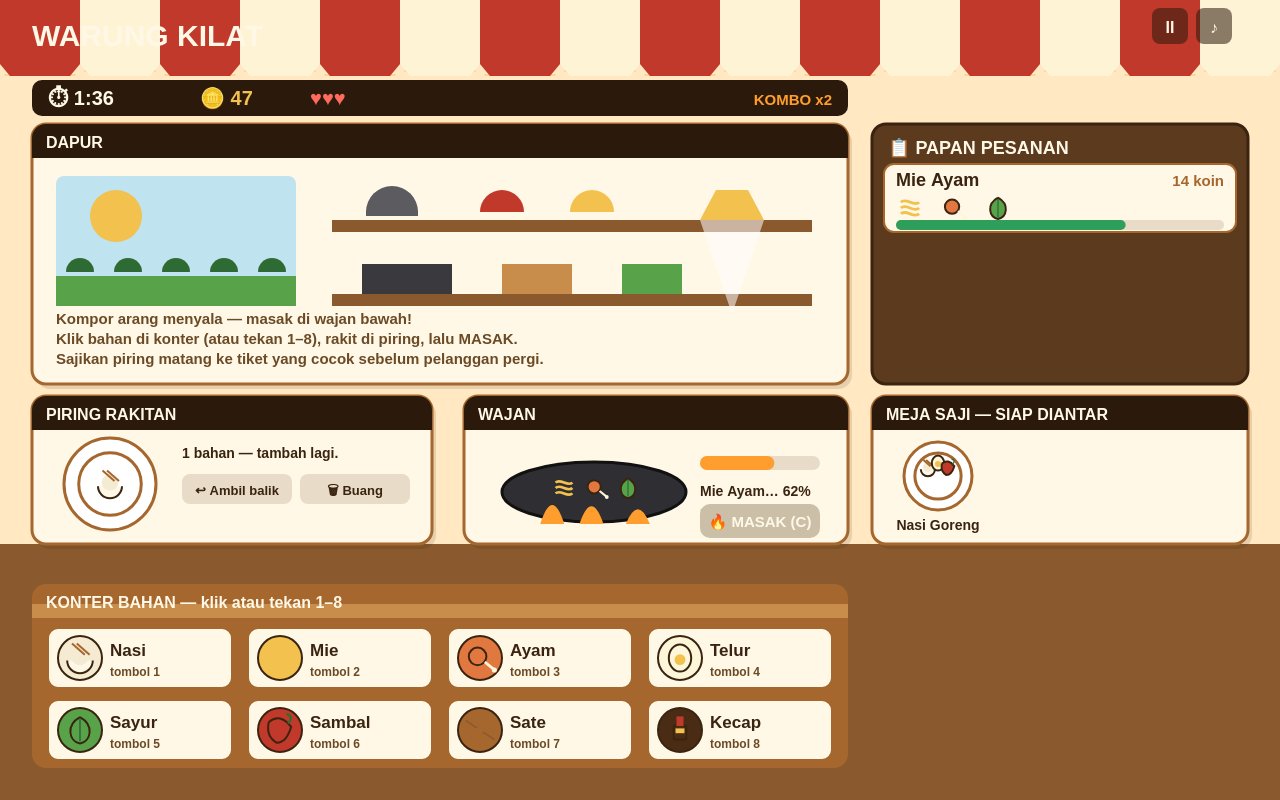 WARUNG KILAT
1:36
47
KOMBO x2
DAPUR
Kompor arang menyala — masak di wajan bawah!
Klik bahan di konter (atau tekan 1–8), rakit di piring, lalu MASAK.
Sajikan piring matang ke tiket yang cocok sebelum pelanggan pergi.
PAPAN PESANAN
Mie Ayam
14 koin
PIRING RAKITAN
1 bahan — tambah lagi.
↩ Ambil balik
Buang
WAJAN
Mie Ayam… 62%
MASAK (C)
MEJA SAJI — SIAP DIANTAR
Nasi Goreng
KONTER BAHAN — klik atau tekan 1–8
Nasi
tombol 1
Mie
tombol 2
Ayam
tombol 3
Telur
tombol 4
Sayur
tombol 5
Sambal
tombol 6
Sate
tombol 7
Kecap
tombol 8